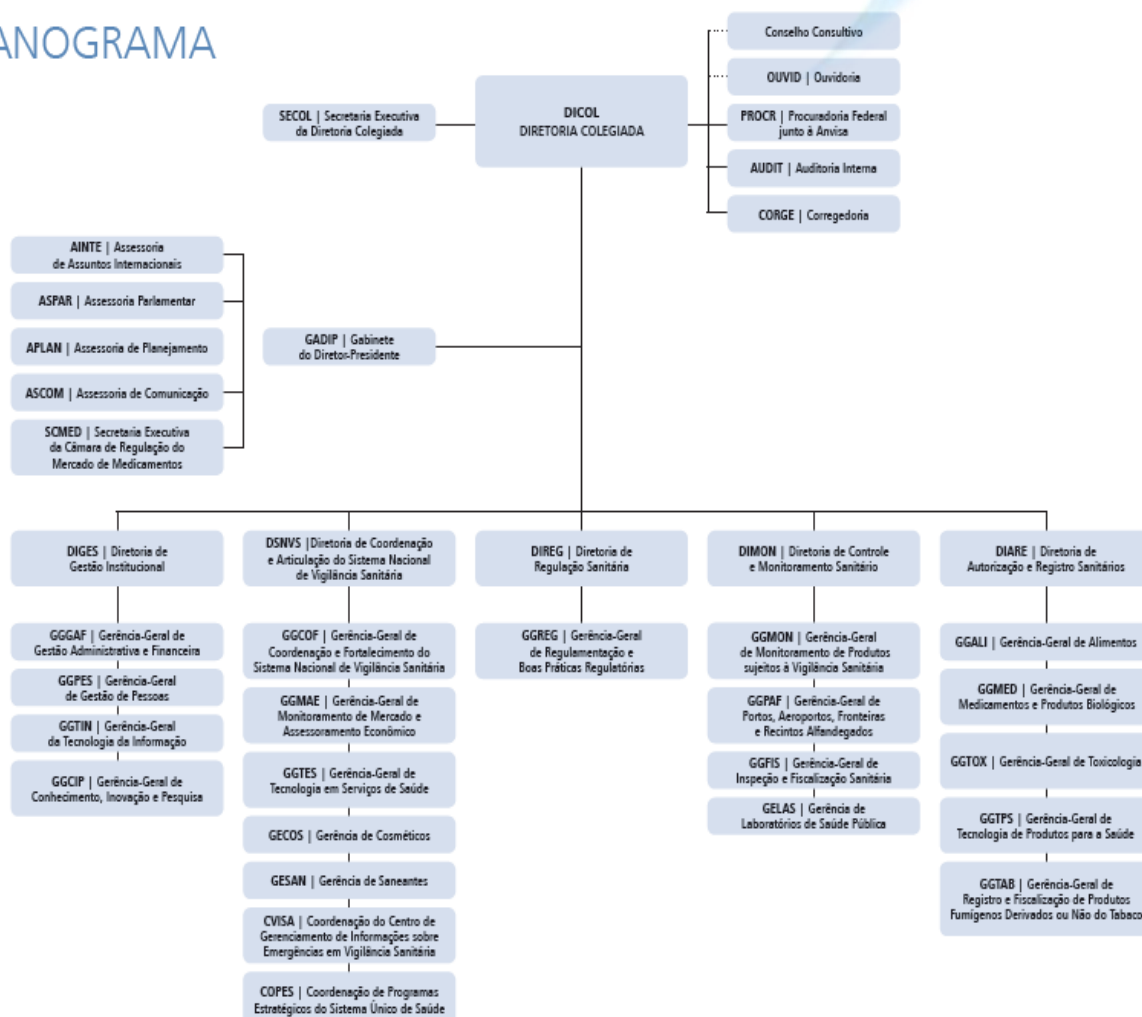 ANOGRAMA
Conselho Consultivo
OUVID | Ouvidoria
SECOL | Secretaria Executiva
da Diretoria Colegiada
DICOL
DIRETORIA COLEGIADA
PROCR | Procuradoria Federal
junto à Anvisa
AUDIT | Auditoria Interna
CORGE | Corregedoria
AINTE | Assessoria
de Assuntos Internacionais
ASPAR | Assessoria Parlamentar
APLAN | Assessoria de Planejamento
ASCOM | Assessoria de Comunicação
SCMED | Secretaria Executiva
da Câmara de Regulação do
Mercado de Medicamentos
GADIP | Gabinete
do Diretor-Presidente
DIGES | Diretoria de
Gestão Institucional
GGGAF | Gerência-Geral de
Gestão Administrativa e Financeira
GGPES | Gerência-Geral
de Gestão de Pessoas
GGTIN | Gerência-Geral
da Tecnologia da Informação
GGCIP | Gerência-Geral de
Conhecimento, Inovação e Pesquisa
DSNVS |Diretoria de Coordenação
e Articulação do Sistema Nacional
de Vigilância Sanitária
GGCOF | Gerência-Geral de
Coordenação e Fortalecimento do
Sistema Nacional de Vigilância Sanitária
GGMAE | Gerência-Geral de
Monitoramento de Mercado e
Assessoramento Econômico
GGTES | Gerência-Geral de
Tecnologia em Serviços de Saúde
GECOS | Gerência de Cosméticos
GESAN | Gerência de Saneantes
CVISA | Coordenação do Centro de
Gerenciamento de Informações sobre
Emergências em Vigilância Sanitária
COPES | Coordenação de Programas
Estratégicos do Sistema Único de Saúde
DIREG | Diretoria de
Regulação Sanitária
GGREG | Gerência-Geral
de Regulamentação e
Boas Práticas Regulatórias
DIMON | Diretoria de Controle
e Monitoramento Sanitário
GGMON | Gerência-Geral
de Monitoramento de Produtos
sujeitos à Vigilância Sanitária
GGPAF | Gerência-Geral de
Portos, Aeroportos, Fronteiras
e Recintos Alfandegados
GGFIS | Gerência-Geral de
Inspeção e Fiscalização Sanitária
GELAS | Gerência de
Laboratórios de Saúde Pública
DIARE | Diretoria de
Autorização e Registro Sanitários
GGALI | Gerência-Geral de Alimentos
GGMED | Gerência-Geral de
Medicamentos e Produtos Biológicos
GGTOX | Gerência-Geral de Toxicologia
GGTPS | Gerência-Geral de
Tecnologia de Produtos para a Saúde
GGTAB | Gerência-Geral de
Registro e Fiscalização de Produtos
Fumígenos Derivados ou Não do Tabaco